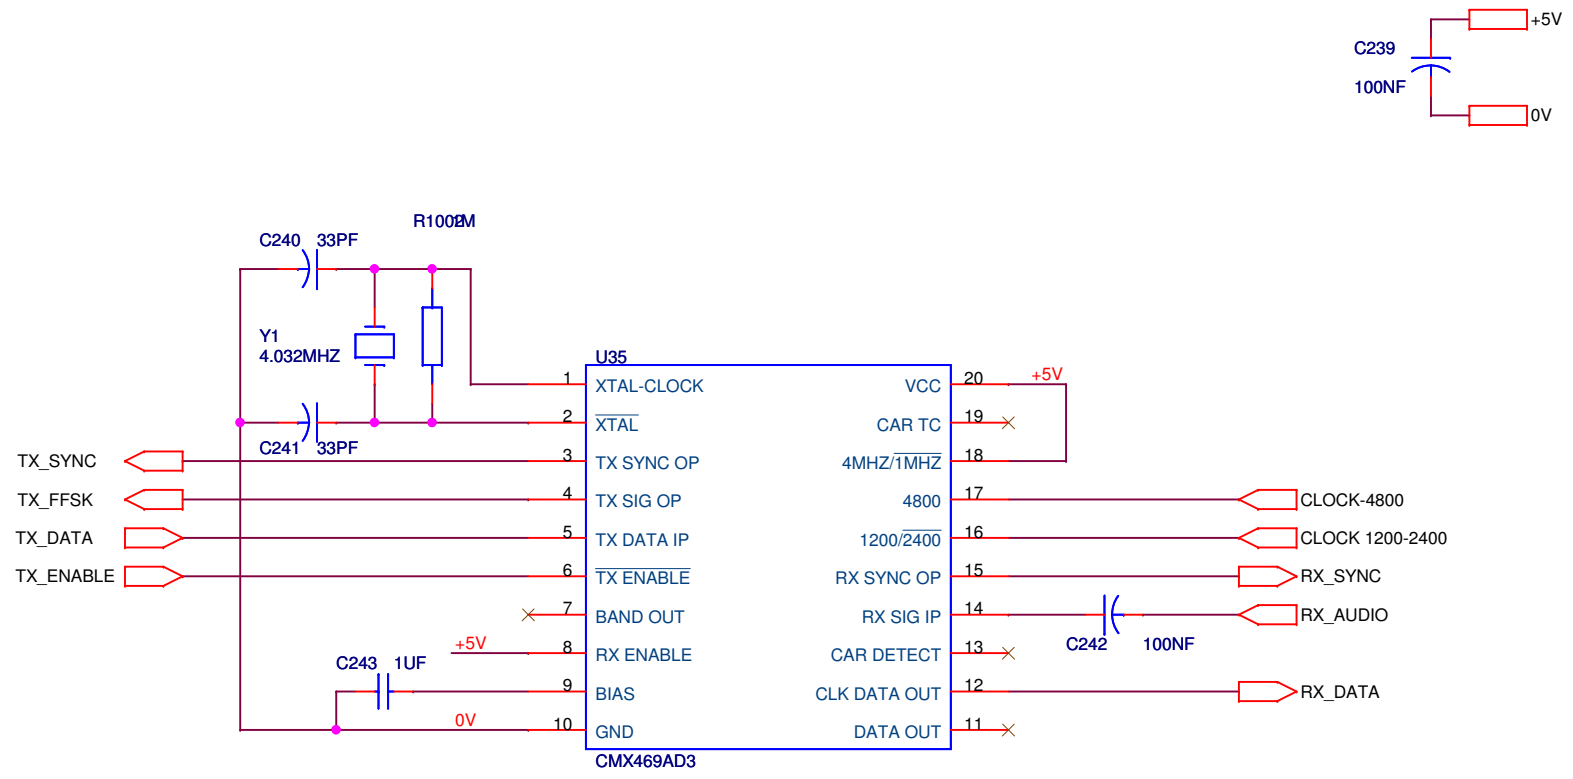 +5V
C239
100NF
0V
R100
C240 33PF
Y1
4.032MHZ
C241 33PF
U35
1 XTAL-CLOCK VCC 20 +5V
2 XTAL CAR TC 19
TX_SYNC 3 TX SYNC OP 4MHZ/1MHZ 18
TX_FFSK 4 TX SIG OP 4800 17 CLOCK-4800
TX_DATA 5 TX DATA IP 1200/2400 16 CLOCK 1200-2400
TX_ENABLE 6 TX ENABLE RX SYNC OP 15 RX_SYNC
7 BAND OUT RX SIG IP 14 RX_AUDIO
C242 100NF
+5V 8 RX ENABLE CAR DETECT 13
C243 1UF
9 BIAS CLK DATA OUT 12 RX_DATA
0V 10 GND DATA OUT 11
CMX469AD3